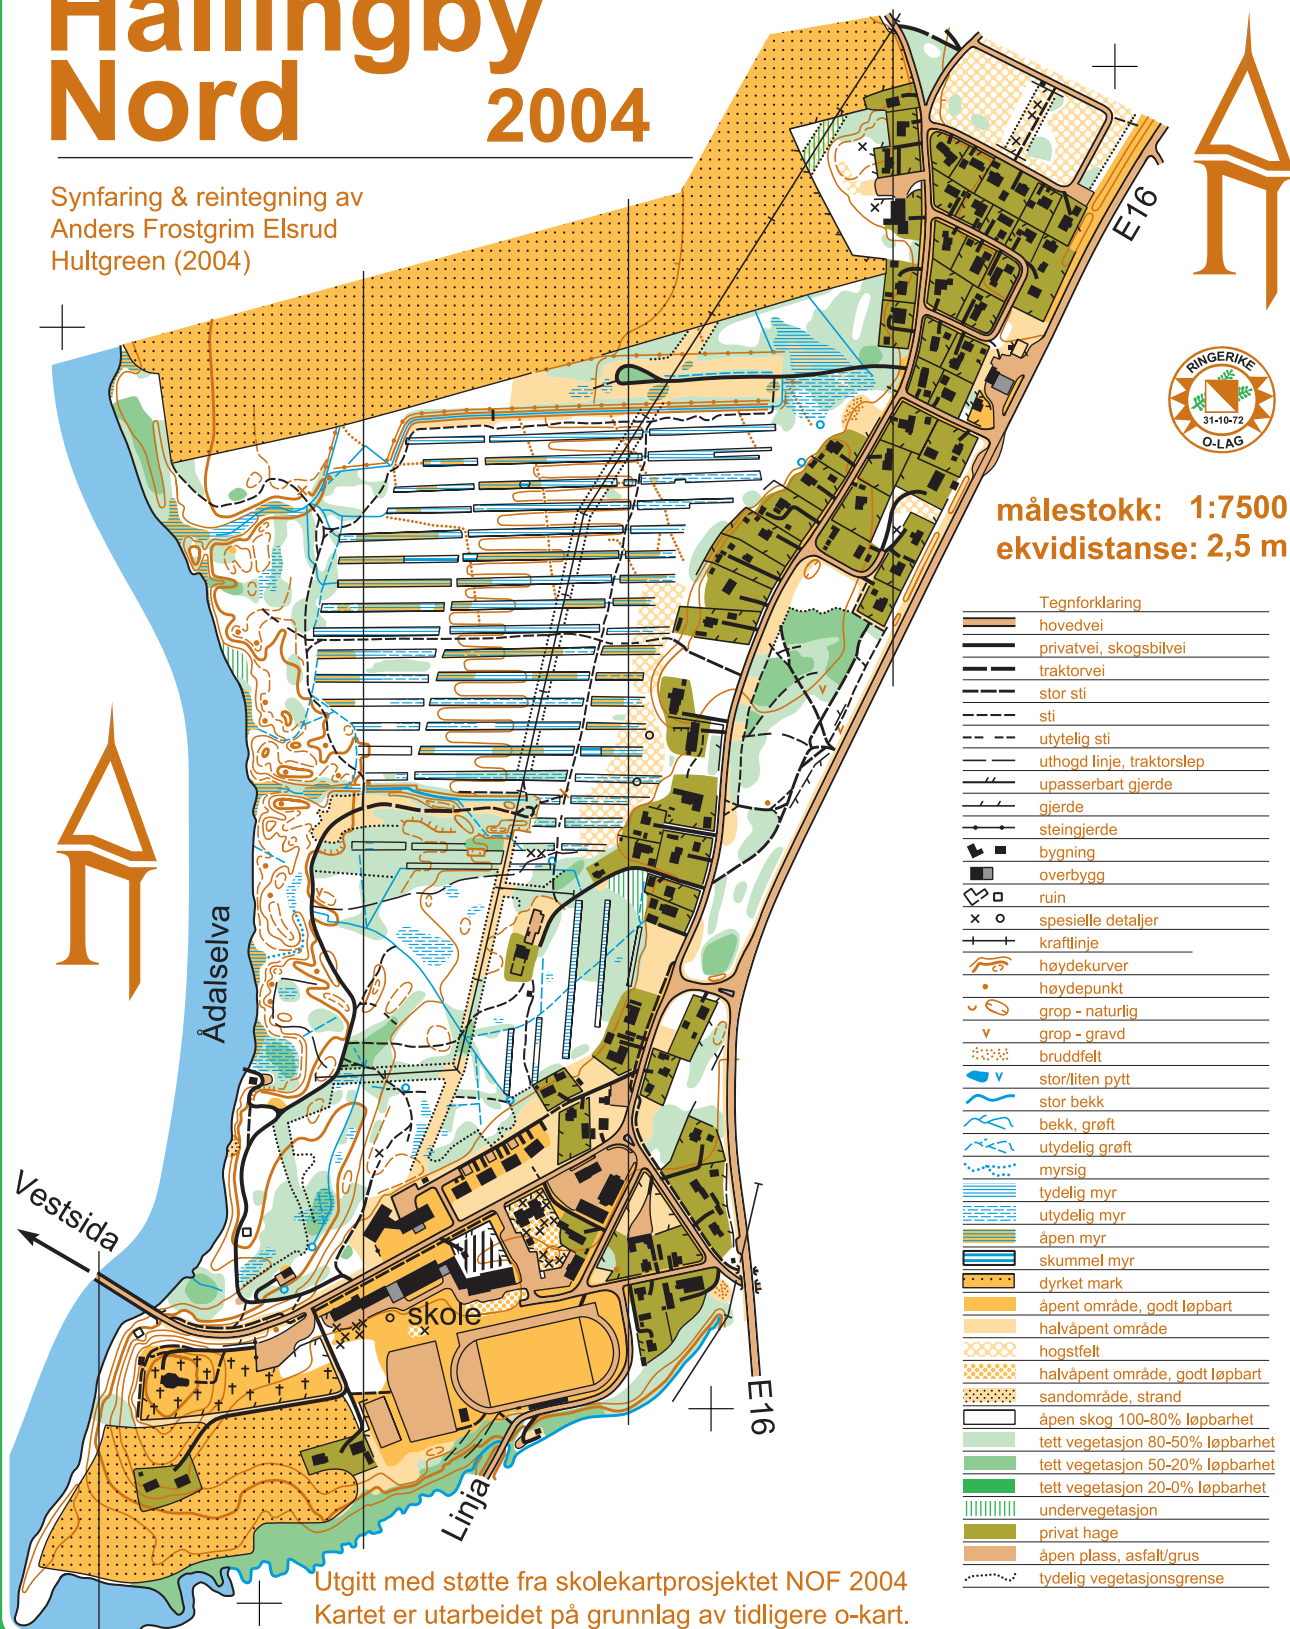 Hallingby
Nord 2004
Synfaring & reintegning av
Anders Frostgrim Elsrud
Hultgreen (2004)
E16
RINGERIKE
31-10-72
O-LAG
målestokk: 1:7500
ekvidistanse: 2,5 m
Tegnforklaring
hovedvei
privatvei, skogsbilvei
traktorvei
stor sti
sti
utytelig sti
uthogd linje, traktorslep
upasserbart gjerde
gjerde
steingjerde
bygning
overbygg
ruin
spesielle detaljer
kraftlinje
høydekurver
høydepunkt
grop - naturlig
grop - gravd
bruddfelt
stor/liten pytt
stor bekk
bekk, grøft
utydelig grøft
myrsig
tydelig myr
utydelig myr
åpen myr
skummel myr
dyrket mark
åpent område, godt løpbart
halvåpent område
hogstfelt
halvåpent område, godt løpbart
sandområde, strand
åpen skog 100-80% løpbarhet
tett vegetasjon 80-50% løpbarhet
tett vegetasjon 50-20% løpbarhet
tett vegetasjon 20-0% løpbarhet
undervegetasjon
privat hage
åpen plass, asfalt/grus
tydelig vegetasjonsgrense
Ådalselva
Vestsida
skole
E16
Linja
Utgitt med støtte fra skolekartprosjektet NOF 2004
Kartet er utarbeidet på grunnlag av tidligere o-kart.